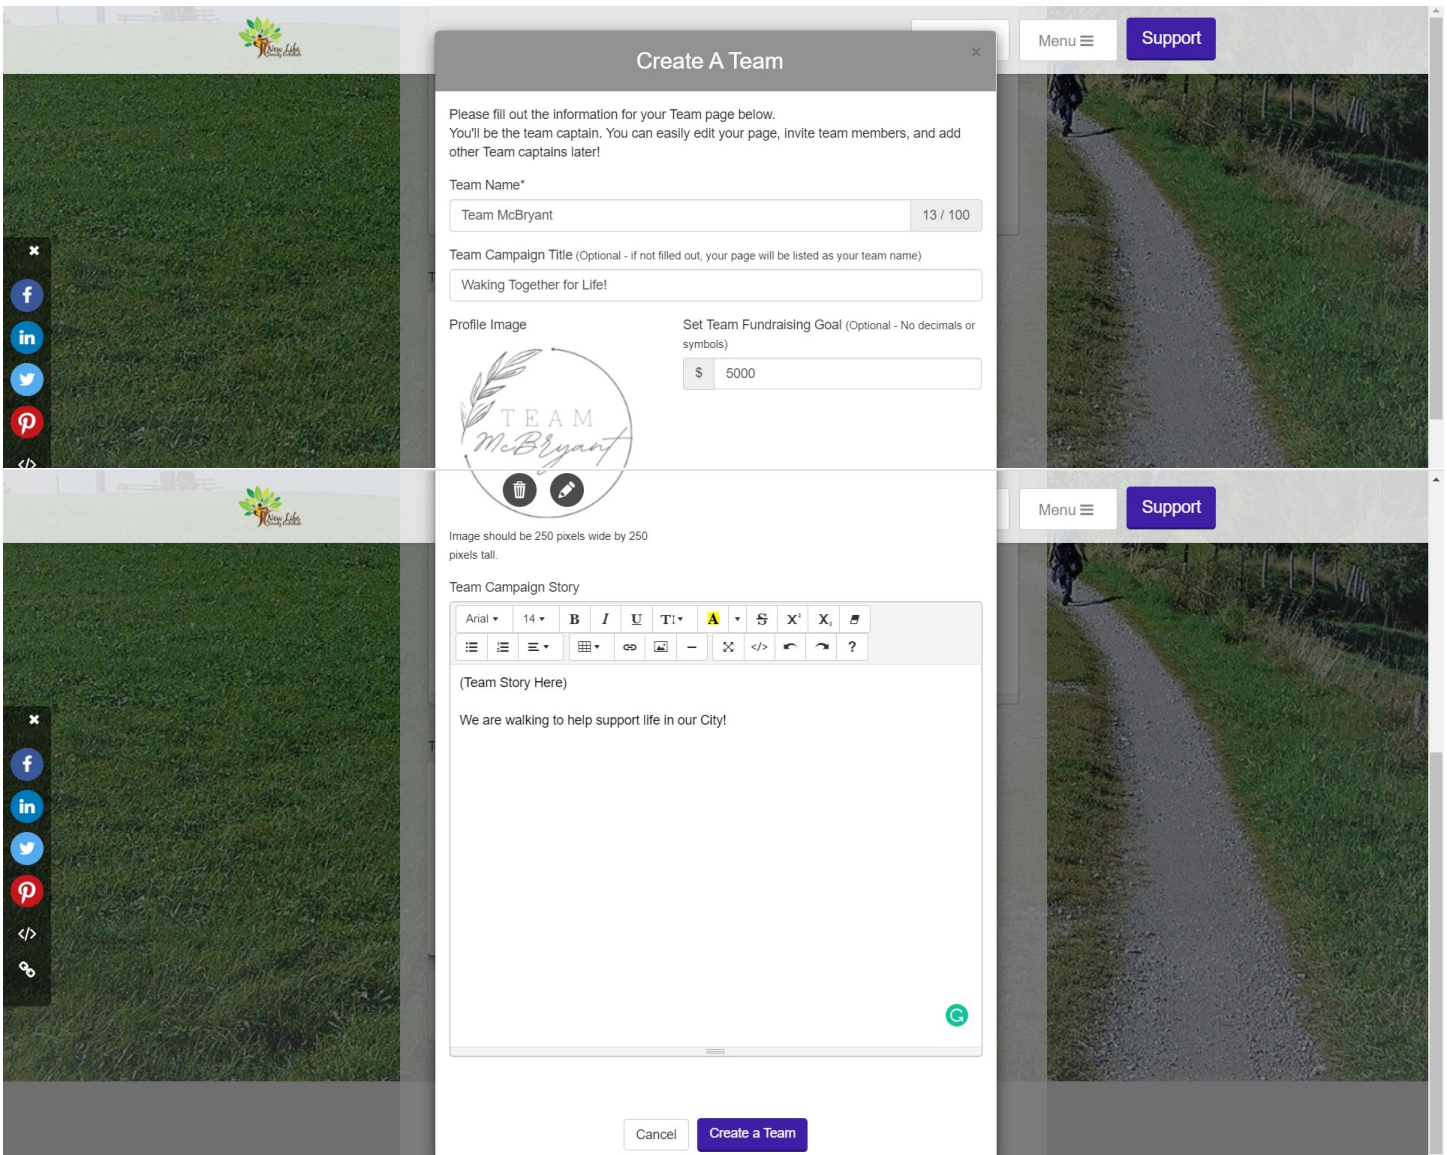 Create A Team
×
Menu
Support
Please fill out the information for your Team page below.
You'll be the team captain. You can easily edit your page, invite team members, and add
other Team captains later!
Team Name*
Team McBryant
13 / 100
Team Campaign Title (Optional - if not filled out, your page will be listed as your team name)
Waking Together for Life!
Profile Image
Set Team Fundraising Goal (Optional - No decimals or
symbols)
$ 5000
TEAM
McBryant
New Life
Menu
Support
Image should be 250 pixels wide by 250
pixels tall.
Team Campaign Story
Arial 14 B I U T A S X² X, </> ?
(Team Story Here)
We are walking to help support life in our City!
Cancel
Create a Team